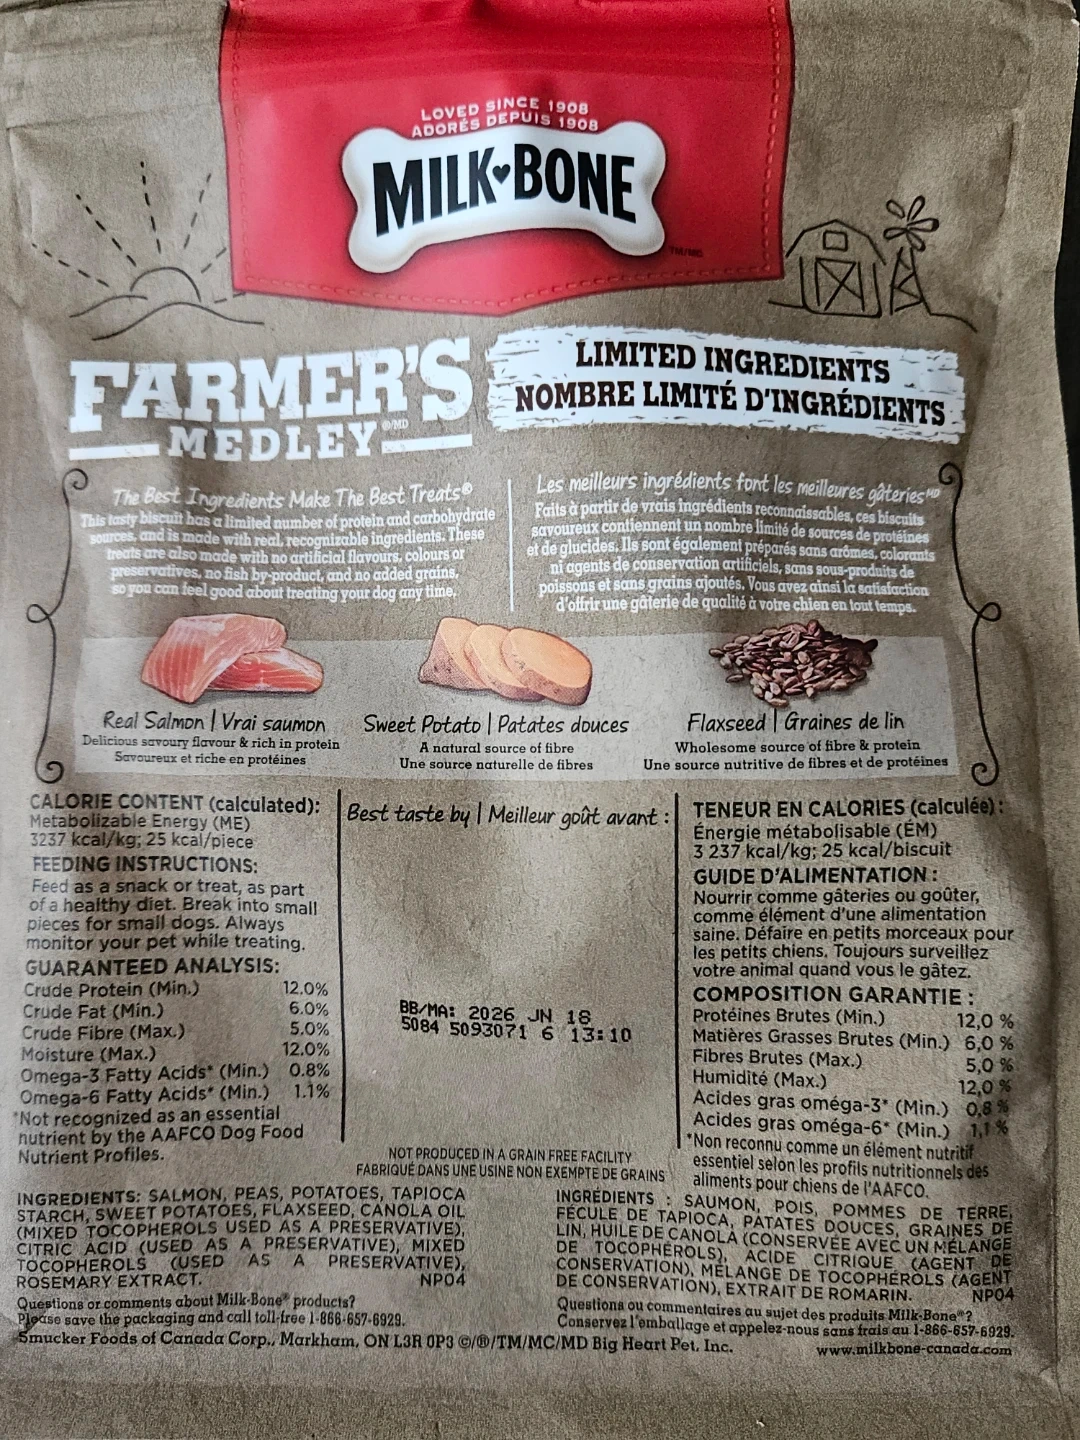 LOVED SINCE 1908
ADORÉS DEPUIS 1908
MILK♥BONE
TM/MD
FARMER'S
MEDLEY®/MD
LIMITED INGREDIENTS
NOMBRE LIMITÉ D'INGRÉDIENTS
The Best Ingredients Make The Best Treats®
This tasty biscuit has a limited number of protein and carbohydrate
sources, and is made with real, recognizable ingredients. These
treats are also made with no artificial flavours, colours or
preservatives, no fish by-product, and no added grains,
so you can feel good about treating your dog any time.
Les meilleurs ingrédients font les meilleures gâteries MD
Faits à partir de vrais ingrédients reconnaissables, ces biscuits
savoureux contiennent un nombre limité de sources de protéines
et de glucides. Ils sont également préparés sans arômes, colorants
ni agents de conservation artificiels, sans sous-produits de
poissons et sans grains ajoutés. Vous avez ainsi la satisfaction
d'offrir une gâterie de qualité à votre chien en tout temps.
Real Salmon | Vrai saumon
Delicious savoury flavour & rich in protein
Savoureux et riche en protéines
Sweet Potato | Patates douces
A natural source of fibre
Une source naturelle de fibres
Flaxseed | Graines de lin
Wholesome source of fibre & protein
Une source nutritive de fibres et de protéines
CALORIE CONTENT (calculated):
Metabolizable Energy (ME)
3237 kcal/kg; 25 kcal/piece
FEEDING INSTRUCTIONS:
Feed as a snack or treat, as part
of a healthy diet. Break into small
pieces for small dogs. Always
monitor your pet while treating.
GUARANTEED ANALYSIS:
Crude Protein (Min.) 12.0%
Crude Fat (Min.) 6.0%
Crude Fibre (Max.) 5.0%
Moisture (Max.) 12.0%
Omega-3 Fatty Acids* (Min.) 0.8%
Omega-6 Fatty Acids* (Min.) 1.1%
*Not recognized as an essential
nutrient by the AAFCO Dog Food
Nutrient Profiles.
Best taste by | Meilleur goût avant :
BB/MA: 2026 JN 18
5084 5093071 6 13:10
NOT PRODUCED IN A GRAIN FREE FACILITY
FABRIQUÉ DANS UNE USINE NON EXEMPTE DE GRAINS
TENEUR EN CALORIES (calculée) :
Énergie métabolisable (ÉM)
3 237 kcal/kg; 25 kcal/biscuit
GUIDE D'ALIMENTATION :
Nourrir comme gâteries ou goûter,
comme élément d'une alimentation
saine. Défaire en petits morceaux pour
les petits chiens. Toujours surveillez
votre animal quand vous le gâtez.
COMPOSITION GARANTIE :
Protéines Brutes (Min.) 12,0 %
Matières Grasses Brutes (Min.) 6,0 %
Fibres Brutes (Max.) 5,0 %
Humidité (Max.) 12,0 %
Acides gras oméga-3* (Min.) 0,8 %
Acides gras oméga-6* (Min.) 1,1 %
*Non reconnu comme un élément nutritif
essentiel selon les profils nutritionnels des
aliments pour chiens de l'AAFCO.
INGREDIENTS: SALMON, PEAS, POTATOES, TAPIOCA
STARCH, SWEET POTATOES, FLAXSEED, CANOLA OIL
(MIXED TOCOPHEROLS USED AS A PRESERVATIVE),
CITRIC ACID (USED AS A PRESERVATIVE), MIXED
TOCOPHEROLS (USED AS A PRESERVATIVE),
ROSEMARY EXTRACT. NP04
INGRÉDIENTS : SAUMON, POIS, POMMES DE TERRE,
FÉCULE DE TAPIOCA, PATATES DOUCES, GRAINES DE
LIN, HUILE DE CANOLA (CONSERVÉE AVEC UN MÉLANGE
DE TOCOPHÉROLS), ACIDE CITRIQUE (AGENT DE
CONSERVATION), MÉLANGE DE TOCOPHÉROLS (AGENT
DE CONSERVATION), EXTRAIT DE ROMARIN. NP04
Questions or comments about Milk-Bone® products?
Please save the packaging and call toll-free 1-866-657-6929.
Questions ou commentaires au sujet des produits Milk-Bone®?
Conservez l'emballage et appelez-nous sans frais au 1-866-657-6929.
Smucker Foods of Canada Corp., Markham, ON L3R 0P3 ©/®/TM/MC/MD Big Heart Pet, Inc.
www.milkbone-canada.com